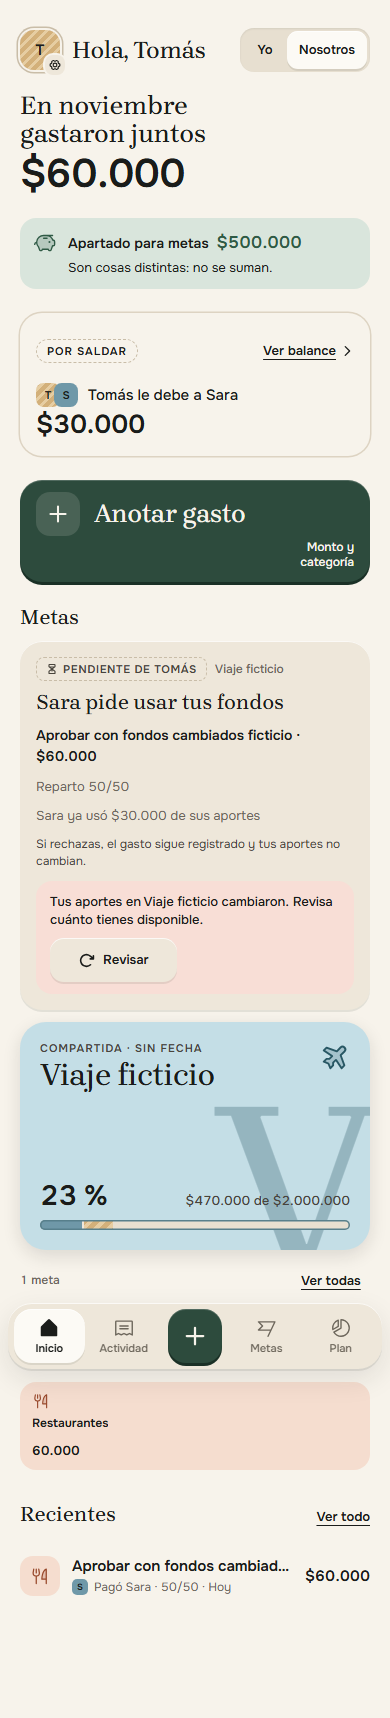 T
Hola, Tomás
Yo
Nosotros
En noviembre
gastaron juntos
$60.000
Apartado para metas $500.000
Son cosas distintas: no se suman.
POR SALDAR
Ver balance
T S Tomás le debe a Sara
$30.000
Anotar gasto
Monto y
categoría
Metas
PENDIENTE DE TOMÁS Viaje ficticio
Sara pide usar tus fondos
Aprobar con fondos cambiados ficticio ·
$60.000
Reparto 50/50
Sara ya usó $30.000 de sus aportes
Si rechazas, el gasto sigue registrado y tus aportes no
cambian.
Tus aportes en Viaje ficticio cambiaron. Revisa
cuánto tienes disponible.
Revisar
COMPARTIDA · SIN FECHA
Viaje ficticio
V
23 %
$470.000 de $2.000.000
1 meta
Ver todas
Inicio
Actividad
Metas
Plan
Restaurantes
60.000
Recientes
Ver todo
Aprobar con fondos cambiad...
$60.000
S Pagó Sara · 50/50 · Hoy